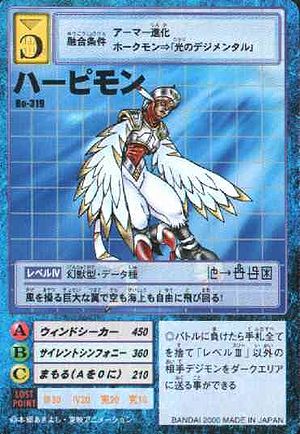 アーマー進化
融合条件
ホークモン⇒「光のデジメンタル」
ハーピモン
Bo-319
レベルⅣ 幻獣型・データ種
風を操る巨大な翼で空も海上も自由に飛び回る!
A ウィンドシーカー 450
B サイレントシンフォニー 360
C まもる(Aを0に) 210
◎バトルに負けたら手札全て
を捨て「レベルⅢ」以外の
相手デジモンをダークエリア
に送る事ができる
LOST
POINT
©本郷あきよし・東映アニメーション
BANDAI 2000 MADE IN JAPAN